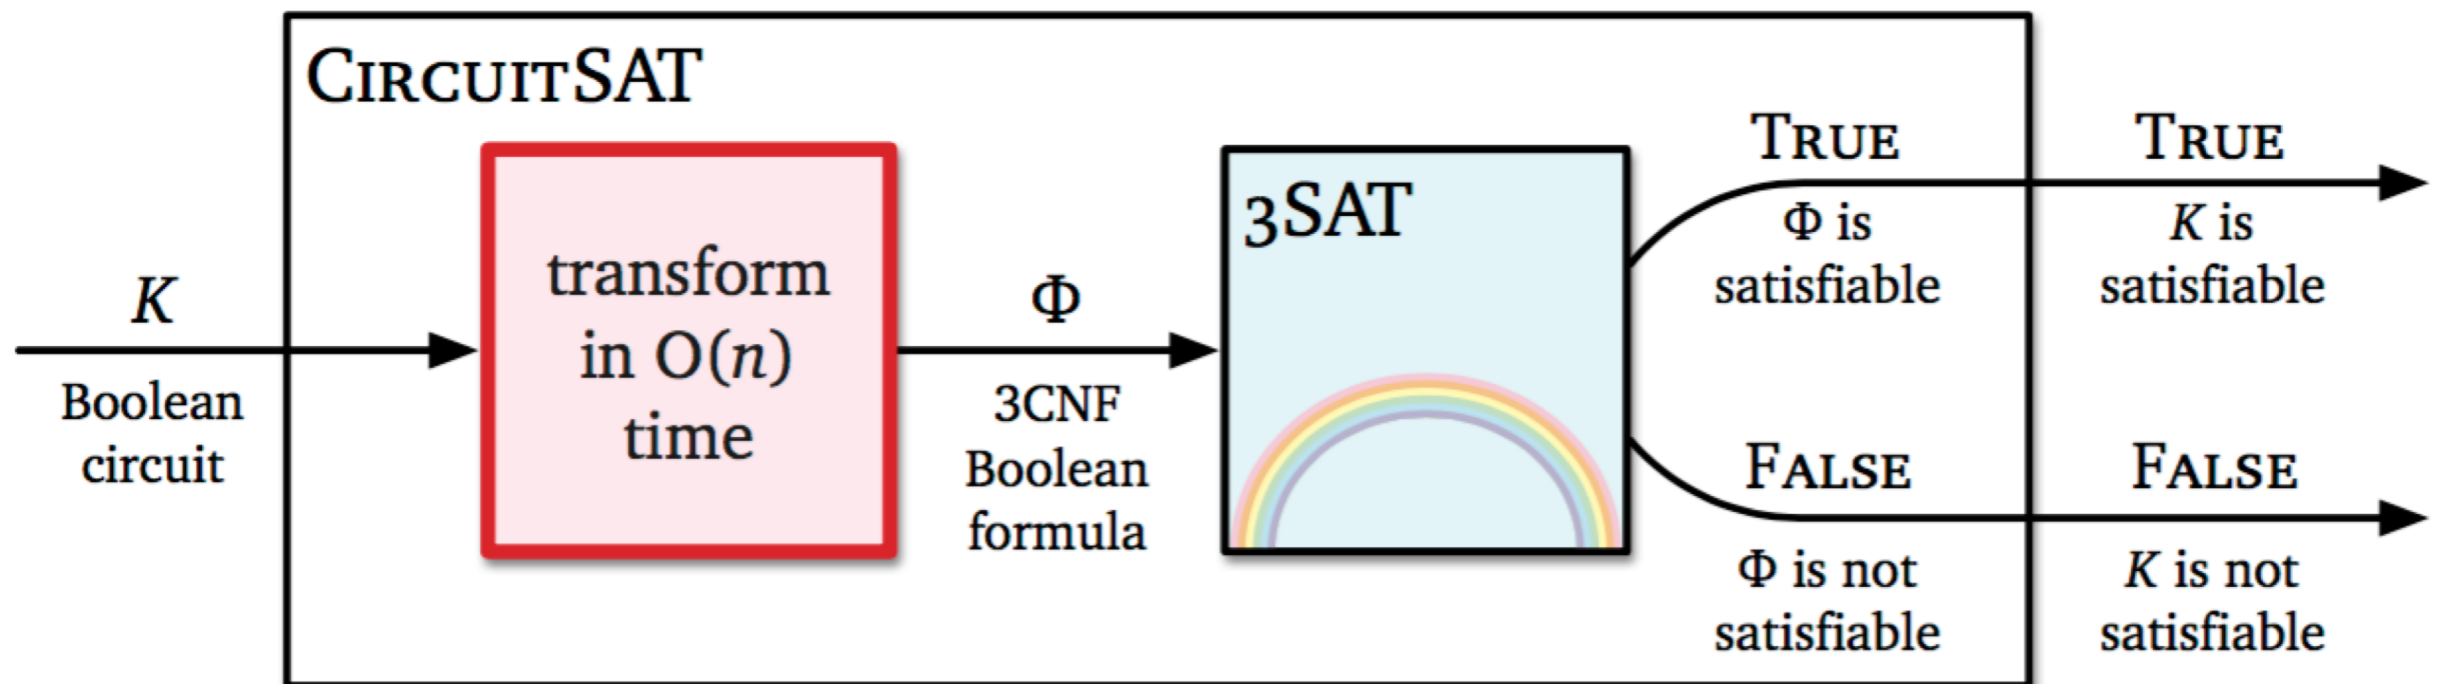 CIRCUITSAT
K
Boolean
circuit
transform
in O(n)
time
Φ
3CNF
Boolean
formula
3SAT
TRUE
Φ is
satisfiable
FALSE
Φ is not
satisfiable
TRUE
K is
satisfiable
FALSE
K is not
satisfiable